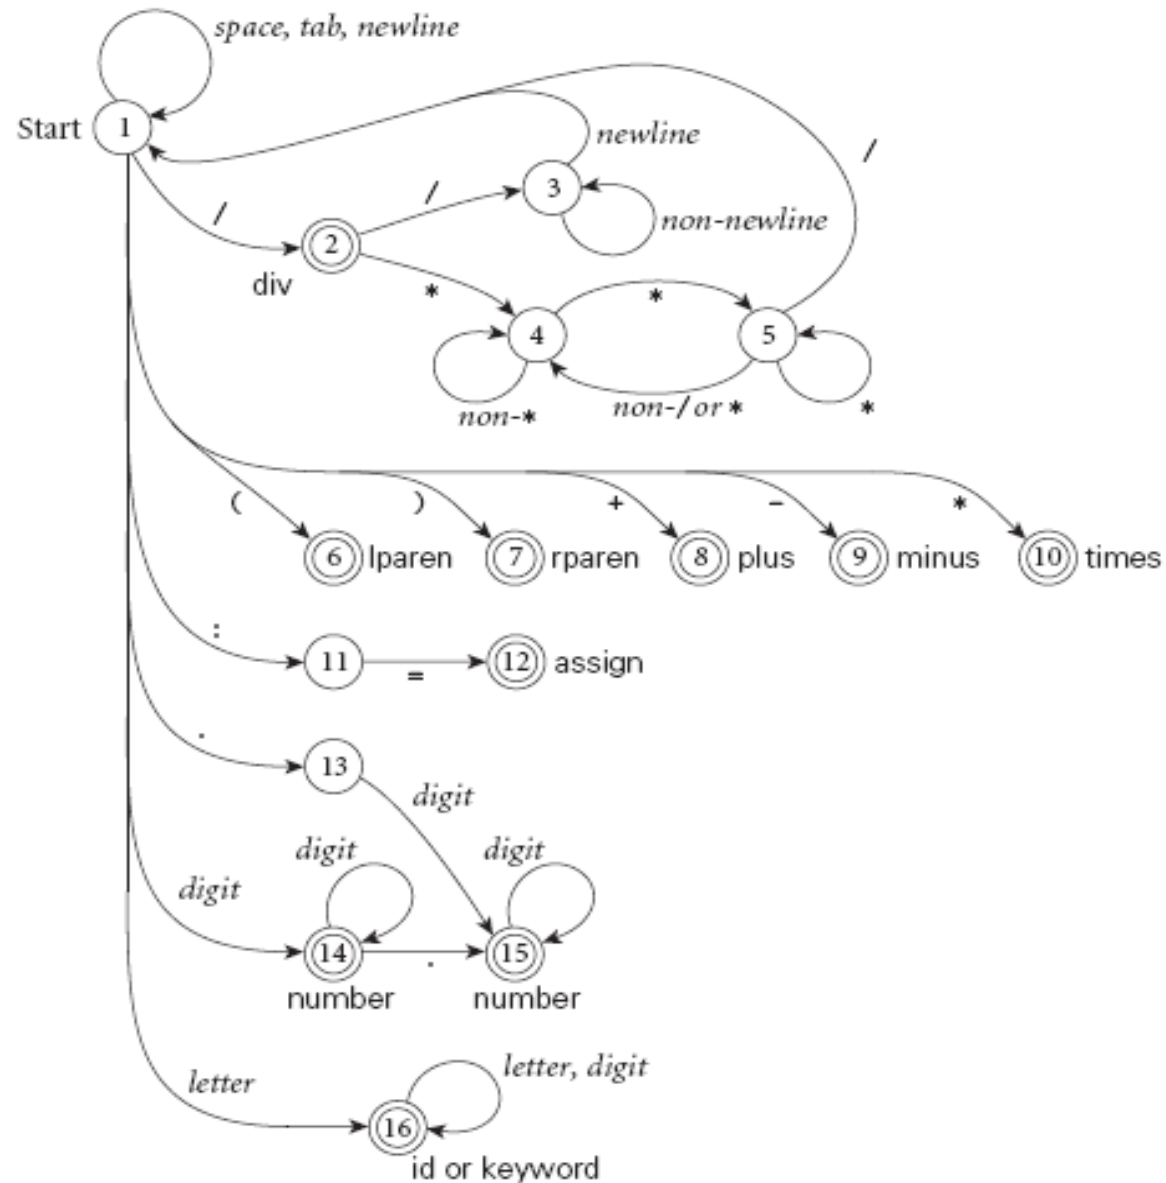 space, tab, newline
Start 1
newline
/
/
3
/
non-newline
2
div
*
*
4
5
non-*
non-/ or *
*
( ) + - *
6 lparen 7 rparen 8 plus 9 minus 10 times
:
11 = 12 assign
.
13
digit
digit digit
digit
14 . 15
number number
letter
letter, digit
16
id or keyword